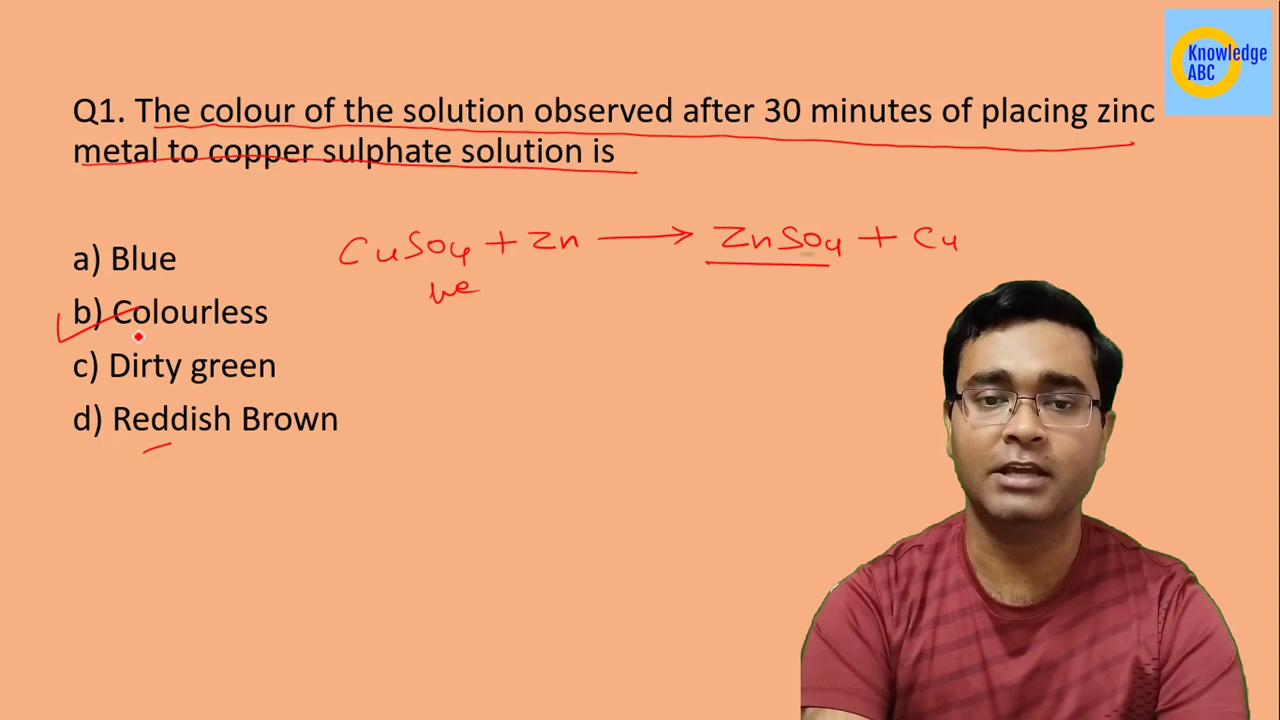 Knowledge
ABC
Q1. The colour of the solution observed after 30 minutes of placing zinc
metal to copper sulphate solution is
CuSO4 + Zn → ZnSO4 + Cu
a) Blue
b) Colourless
c) Dirty green
d) Reddish Brown